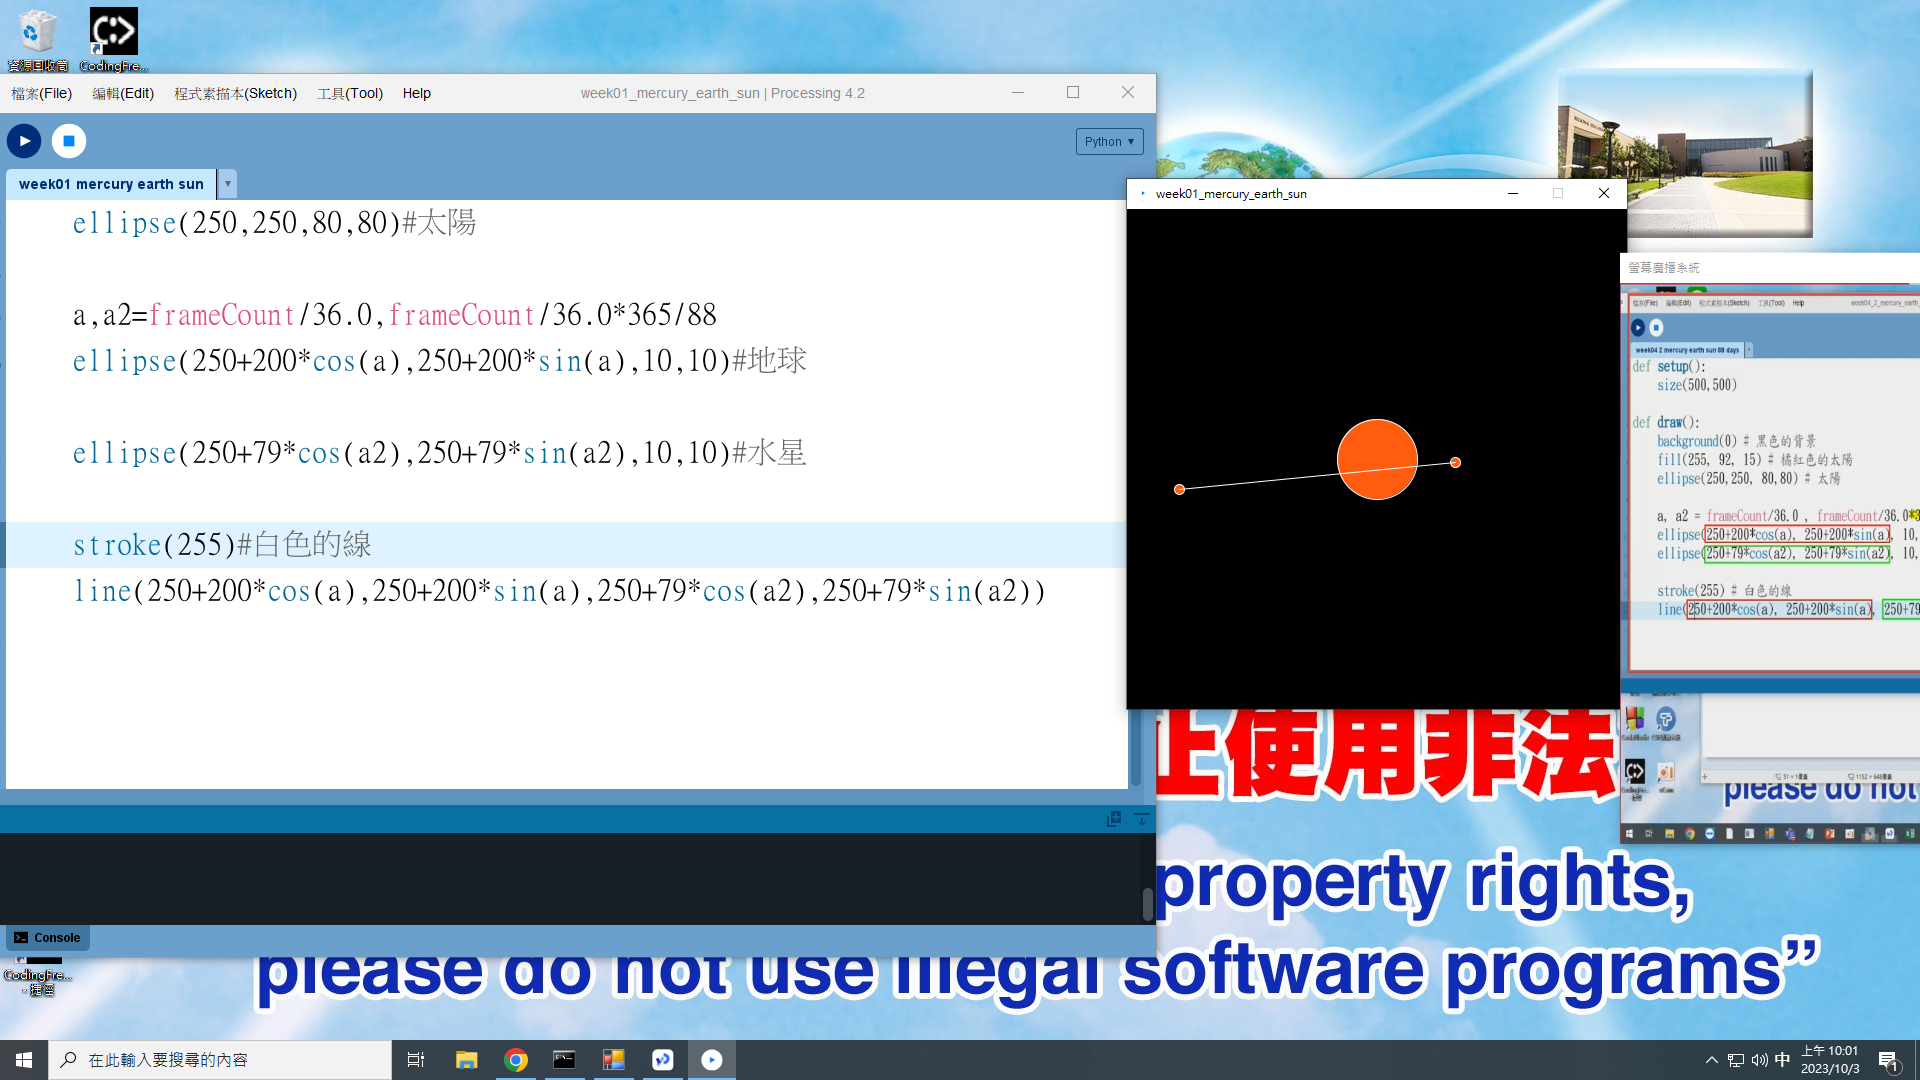 資源回收筒
CodingFre...
檔案(File) 編輯(Edit) 程式素描本(Sketch) 工具(Tool) Help
week01_mercury_earth_sun | Processing 4.2
Python ▾
week01 mercury earth sun
ellipse(250,250,80,80)#太陽
a,a2=frameCount/36.0,frameCount/36.0*365/88
ellipse(250+200*cos(a),250+200*sin(a),10,10)#地球
ellipse(250+79*cos(a2),250+79*sin(a2),10,10)#水星
stroke(255)#白色的線
line(250+200*cos(a),250+200*sin(a),250+79*cos(a2),250+79*sin(a2))
Console
week01_mercury_earth_sun
螢幕廣播系統
檔案(File) 編輯(Edit) 程式素描本(Sketch) 工具(Tool) Help
week04_2_mercury_earth_
week04 2 mercury earth sun 88 days
def setup():
size(500,500)
def draw():
background(0) # 黑色的背景
fill(255, 92, 15) # 橘紅色的太陽
ellipse(250,250, 80,80) # 太陽
a, a2 = frameCount/36.0 , frameCount/36.0*3
ellipse(250+200*cos(a), 250+200*sin(a), 10,
ellipse(250+79*cos(a2), 250+79*sin(a2), 10,
stroke(255) # 白色的線
line(250+200*cos(a), 250+200*sin(a), 250+79
please do not
止使用非法
property rights,
please do not use illegal software programs”
CodingFre...
- 捷徑
在此輸入要搜尋的內容
中
上午 10:01
2023/10/3
1